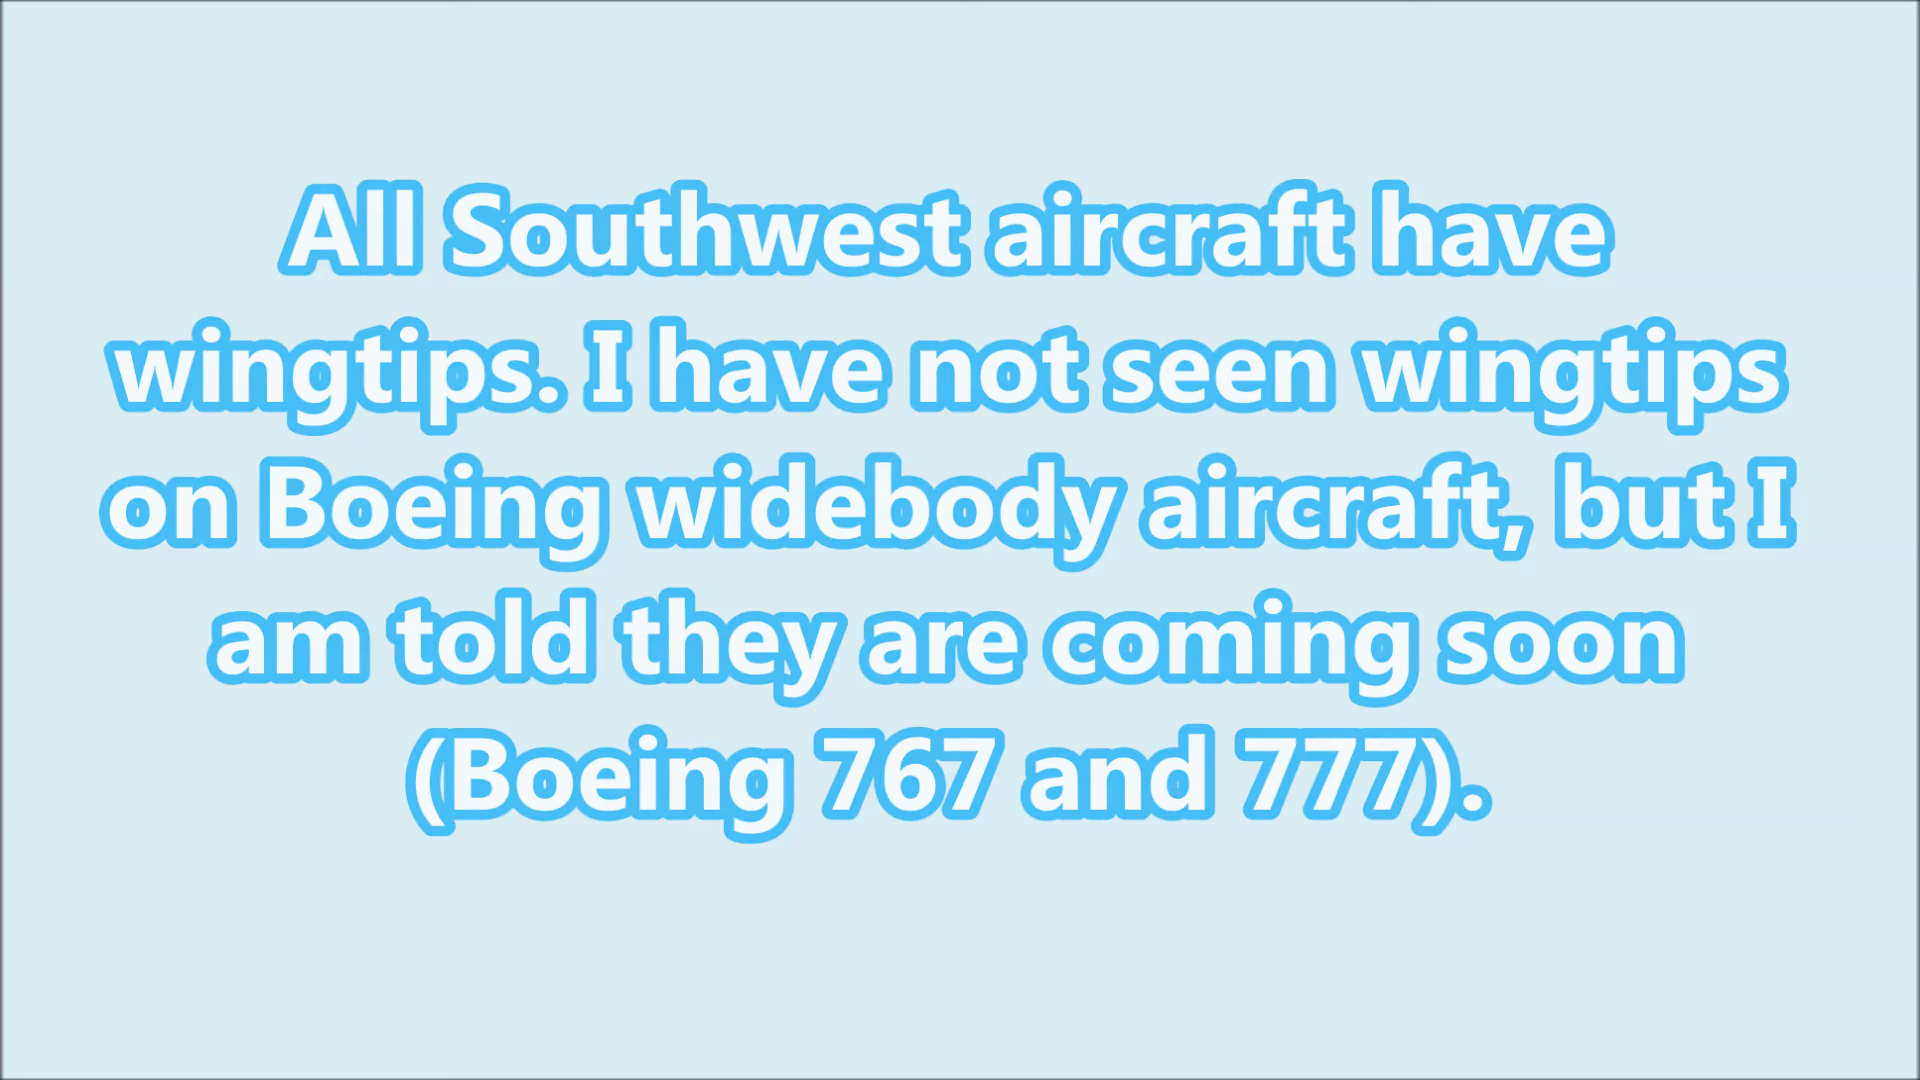 All Southwest aircraft have
wingtips. I have not seen wingtips
on Boeing widebody aircraft, but I
am told they are coming soon
(Boeing 767 and 777).